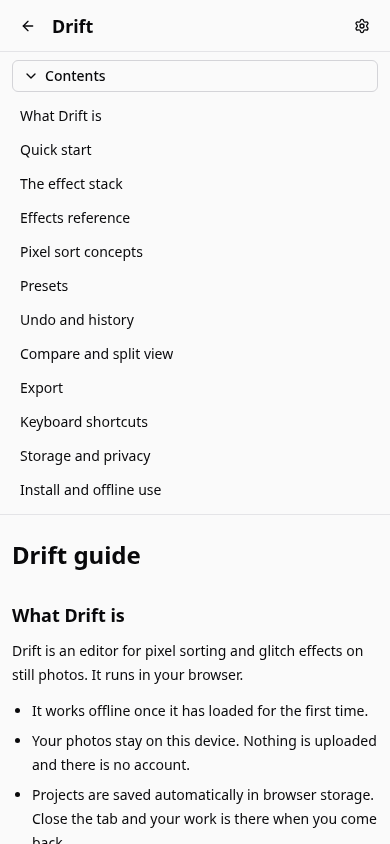 Drift
Contents
What Drift is
Quick start
The effect stack
Effects reference
Pixel sort concepts
Presets
Undo and history
Compare and split view
Export
Keyboard shortcuts
Storage and privacy
Install and offline use
Drift guide
What Drift is
Drift is an editor for pixel sorting and glitch effects on
still photos. It runs in your browser.
It works offline once it has loaded for the first time.
Your photos stay on this device. Nothing is uploaded
and there is no account.
Projects are saved automatically in browser storage.
Close the tab and your work is there when you come
back.